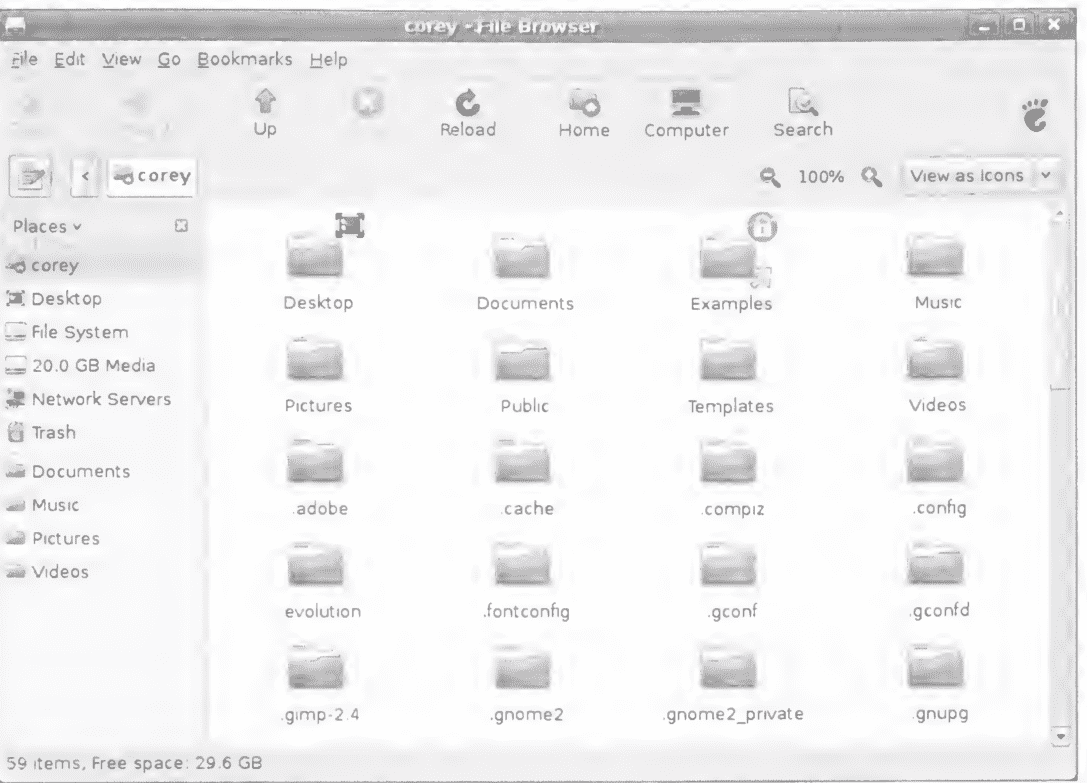 corey - File Browser
File Edit View Go Bookmarks Help
Up Reload Home Computer Search
< corey 100% View as Icons
Places
corey
Desktop
File System
20.0 GB Media
Network Servers
Trash
Documents
Music
Pictures
Videos
Desktop Documents Examples Music
Pictures Public Templates Videos
.adobe .cache .compiz .config
evolution .fontconfig .gconf .gconfd
.gimp-2.4 .gnome2 .gnome2_private .gnupg
59 items, Free space: 29.6 GB